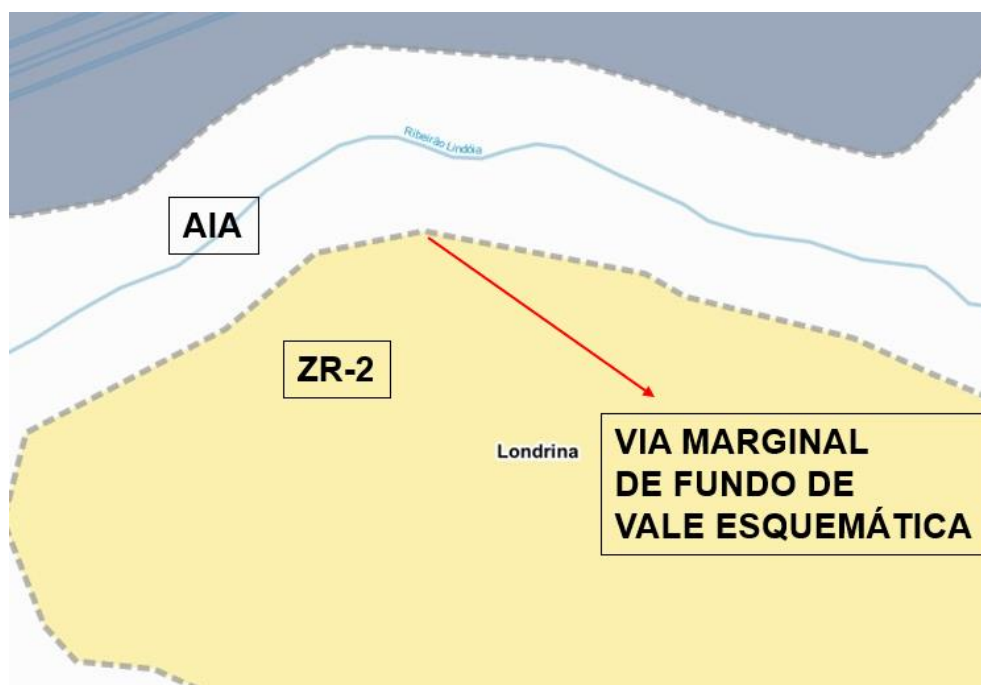 Ribeirão Lindóia
AIA
ZR-2
Londrina
VIA MARGINAL
DE FUNDO DE
VALE ESQUEMÁTICA